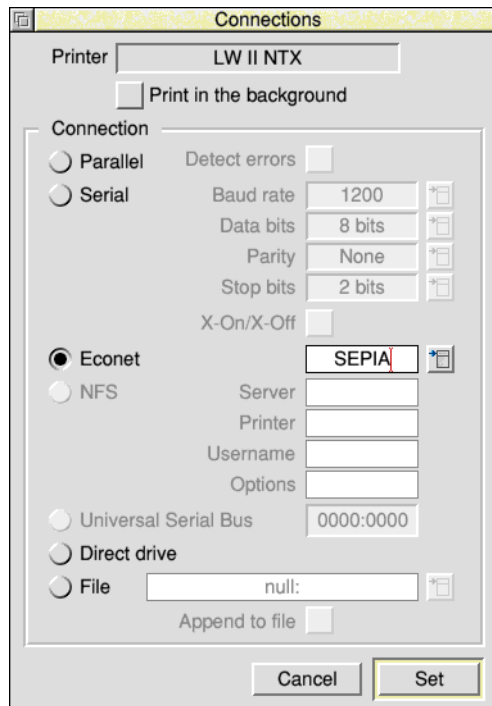 Connections
Printer LW II NTX
Print in the background
Connection
Parallel Detect errors
Serial Baud rate 1200
Data bits 8 bits
Parity None
Stop bits 2 bits
X-On/X-Off
Econet SEPIA
NFS Server
Printer
Username
Options
Universal Serial Bus 0000:0000
Direct drive
File null:
Append to file
Cancel Set